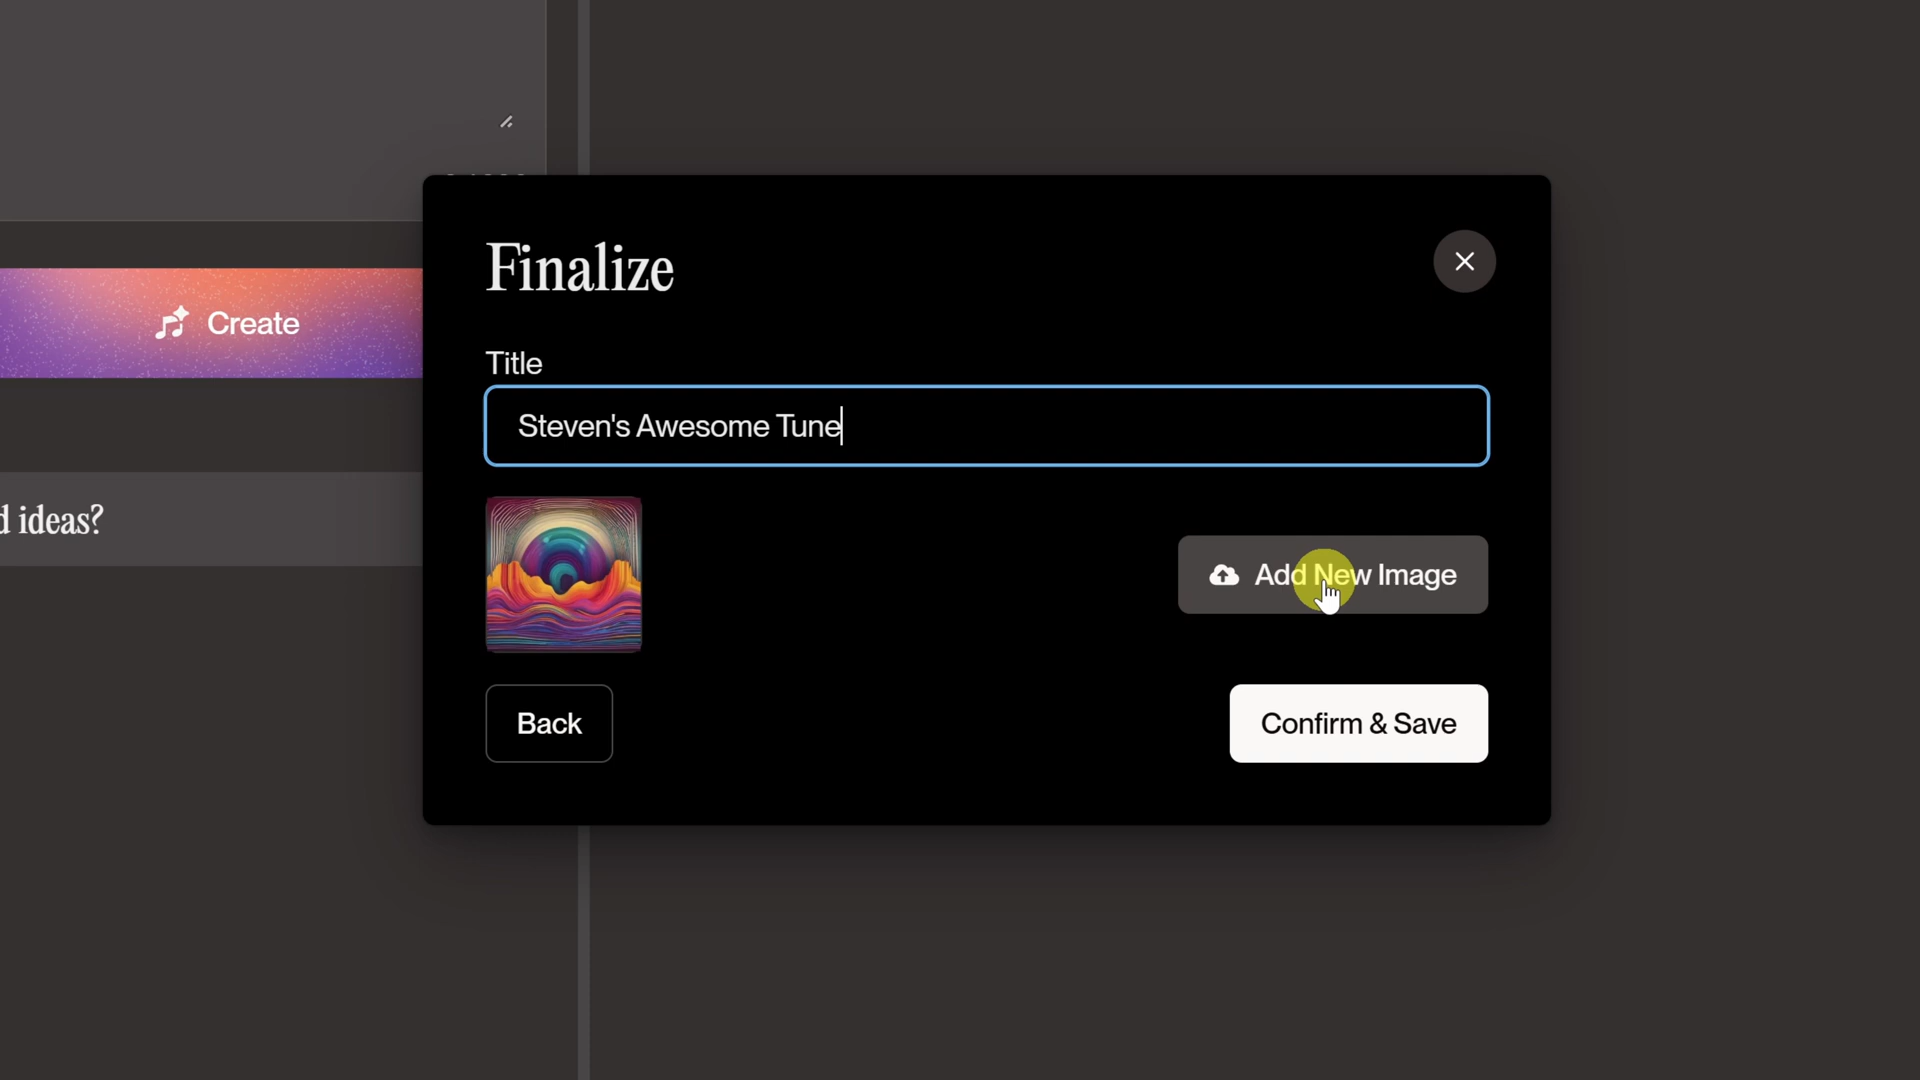 Finalize
Create
Title
Steven's Awesome Tune
d ideas?
Add New Image
Back
Confirm & Save